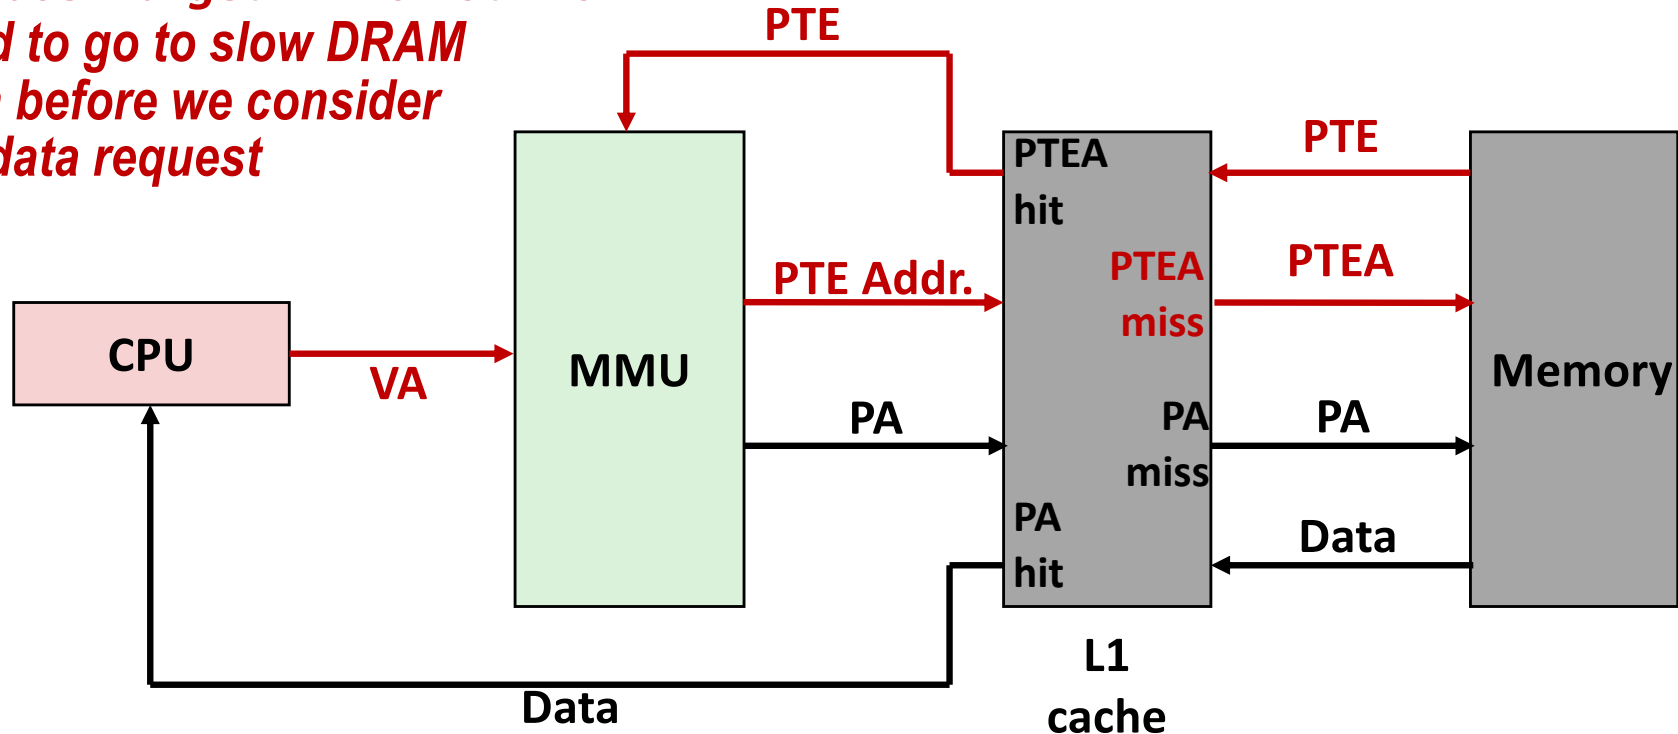 to go to slow DRAM
before we consider
data request
PTE
PTEA
hit
PTE
PTE Addr.
PTEA
miss
PTEA
CPU
VA
MMU
Memory
PA
PA
miss
PA
PA
hit
Data
L1
cache
Data